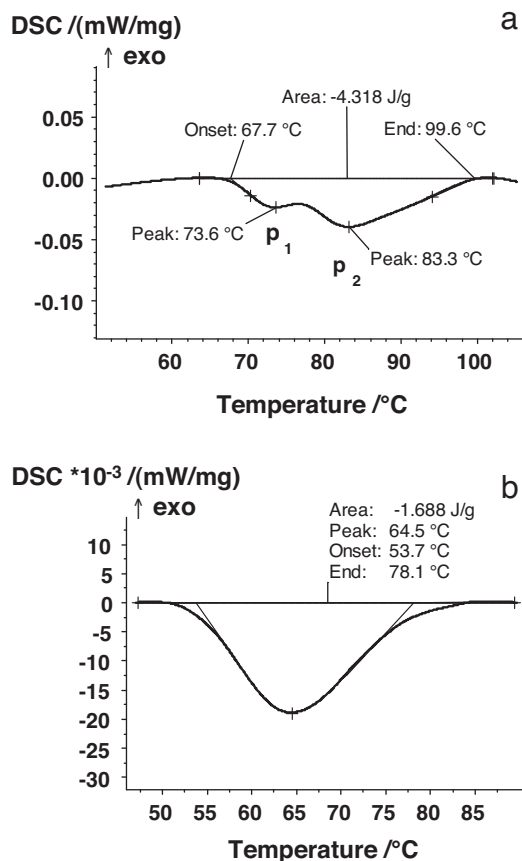 DSC /(mW/mg)
a
↑ exo
Area: -4.318 J/g
Onset: 67.7 °C
End: 99.6 °C
0.05
0.00
-0.05
-0.10
Peak: 73.6 °C
p 1
p 2
Peak: 83.3 °C
60 70 80 90 100
Temperature /°C
DSC *10-3 /(mW/mg)
b
↑ exo
Area: -1.688 J/g
Peak: 64.5 °C
Onset: 53.7 °C
End: 78.1 °C
10
5
0
-5
-10
-15
-20
-25
-30
50 55 60 65 70 75 80 85
Temperature /°C